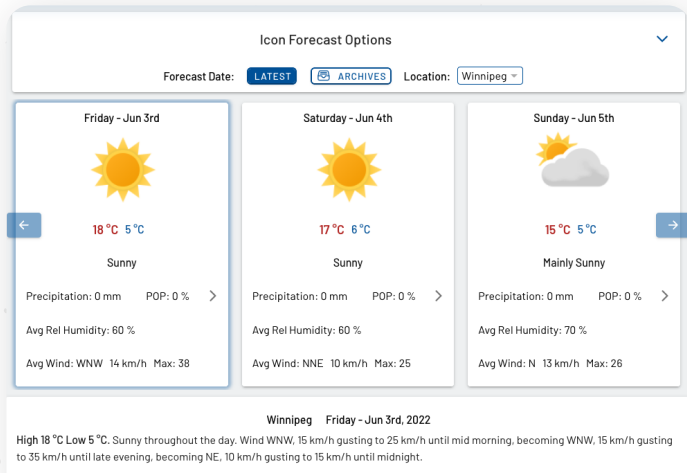 Icon Forecast Options
Forecast Date: LATEST ARCHIVES Location: Winnipeg
Friday - Jun 3rd
18 °C 5 °C
Sunny
Precipitation: 0 mm POP: 0 %
Avg Rel Humidity: 60 %
Avg Wind: WNW 14 km/h Max: 38
Saturday - Jun 4th
17 °C 6 °C
Sunny
Precipitation: 0 mm POP: 0 %
Avg Rel Humidity: 60 %
Avg Wind: NNE 10 km/h Max: 25
Sunday - Jun 5th
15 °C 5 °C
Mainly Sunny
Precipitation: 0 mm POP: 0 %
Avg Rel Humidity: 70 %
Avg Wind: N 13 km/h Max: 26
Winnipeg Friday - Jun 3rd, 2022
High 18 °C Low 5 °C. Sunny throughout the day. Wind WNW, 15 km/h gusting to 25 km/h until mid morning, becoming WNW, 15 km/h gusting
to 35 km/h until late evening, becoming NE, 10 km/h gusting to 15 km/h until midnight.